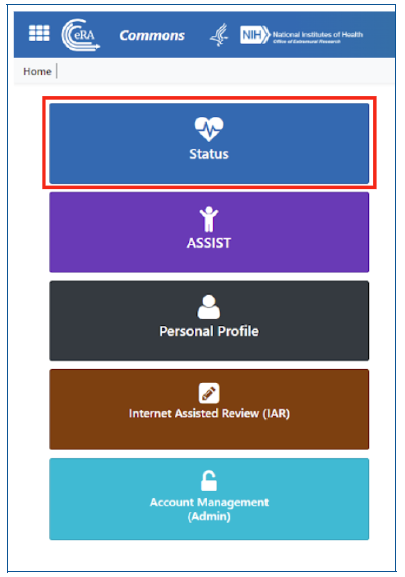 eRA Commons NIH National Institutes of Health
Office of Extramural Research
Home
Status
ASSIST
Personal Profile
Internet Assisted Review (IAR)
Account Management
(Admin)